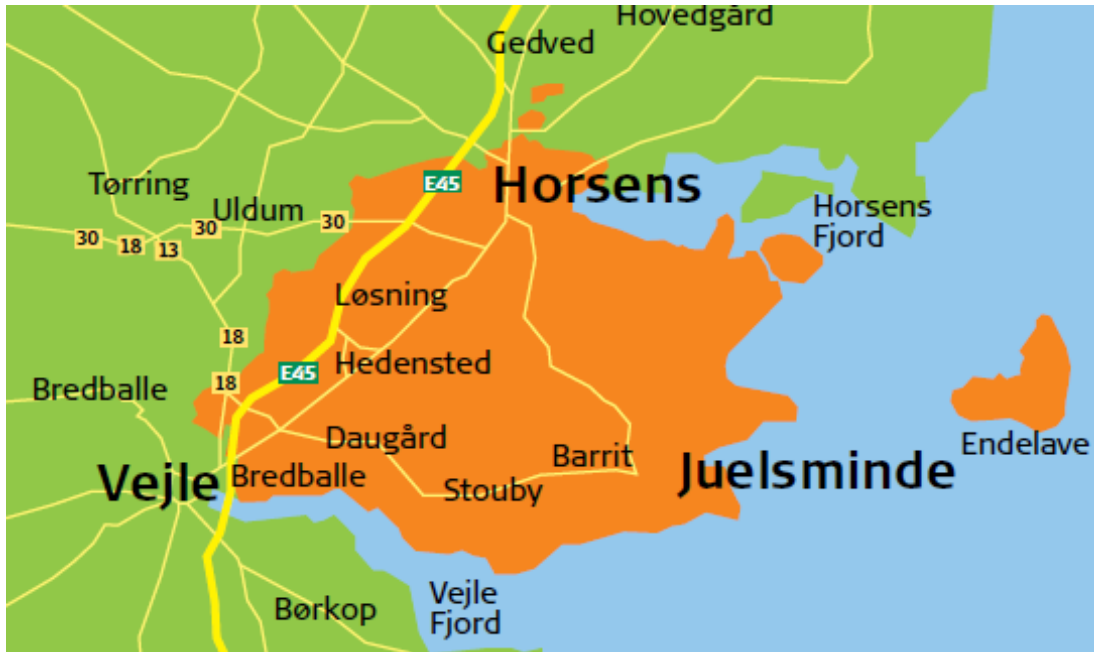 Hovedgård
Gedved
E45
Horsens
Tørring
Uldum
30
30
30
18
13
Horsens
Fjord
Løsning
18
Hedensted
E45
18
Bredballe
Daugård
Barrit
Endelave
Juelsminde
Vejle
Bredballe
Stouby
Vejle
Fjord
Børkop